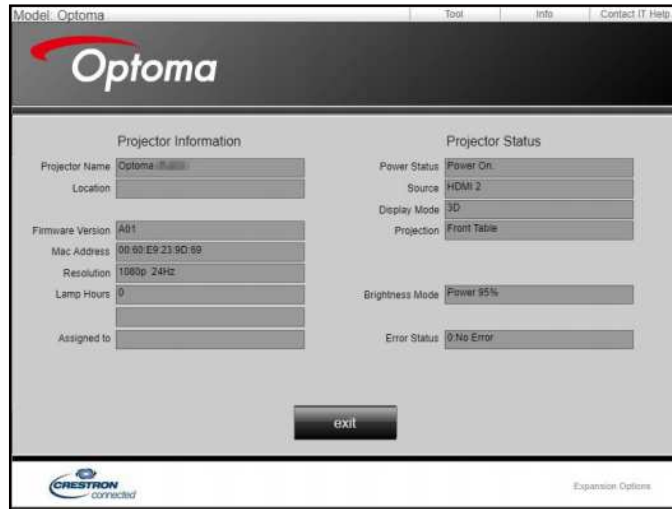 Model: Optoma
Tool Info Contact IT Help
Optoma
Projector Information
Projector Name Optoma
Location
Firmware Version A01
Mac Address 00:60:E9:23:9D:69
Resolution 1080p 24Hz
Lamp Hours 0
Assigned to
Projector Status
Power Status Power On
Source HDMI 2
Display Mode 3D
Projection Front Table
Brightness Mode Power 95%
Error Status 0:No Error
exit
CRESTRON
connected
Expansion Options